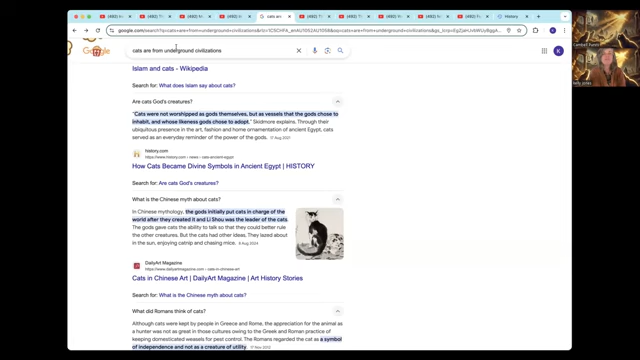 cats are from underground civilizations
Google
Islam and cats - Wikipedia
Search for: What does Islam say about cats?
Are cats God's creatures?
"Cats were not worshipped as gods themselves, but as vessels that the gods chose to
inhabit, and whose likeness gods chose to adopt," Skidmore explains. Through their
ubiquitous presence in the art, fashion and home ornamentation of ancient Egypt, cats
served as an everyday reminder of the power of the gods. 17 Aug 2021
history.com
https://www.history.com › news › cats-ancient-egypt
How Cats Became Divine Symbols in Ancient Egypt | HISTORY
Search for: Are cats God's creatures?
What is the Chinese myth about cats?
In Chinese mythology, the gods initially put cats in charge of the
world after they created it and Li Shou was the leader of the cats.
The gods gave cats the ability to talk so that they could better rule
the other creatures. But the cats had other ideas. They lazed about
in the sun, enjoying catnip and chasing mice. 8 Aug 2024
DailyArt Magazine
Cats in Chinese Art | DailyArt Magazine | Art History Stories
Search for: What is the Chinese myth about cats?
What did Romans think of cats?
Although cats were kept by people in Greece and Rome, the appreciation for the animal as
a hunter was not as great in those cultures owing to the Greek and Roman practice of
keeping domesticated weasels for pest control. The Romans regarded the cat as a symbol
of independence and not as a creature of utility.